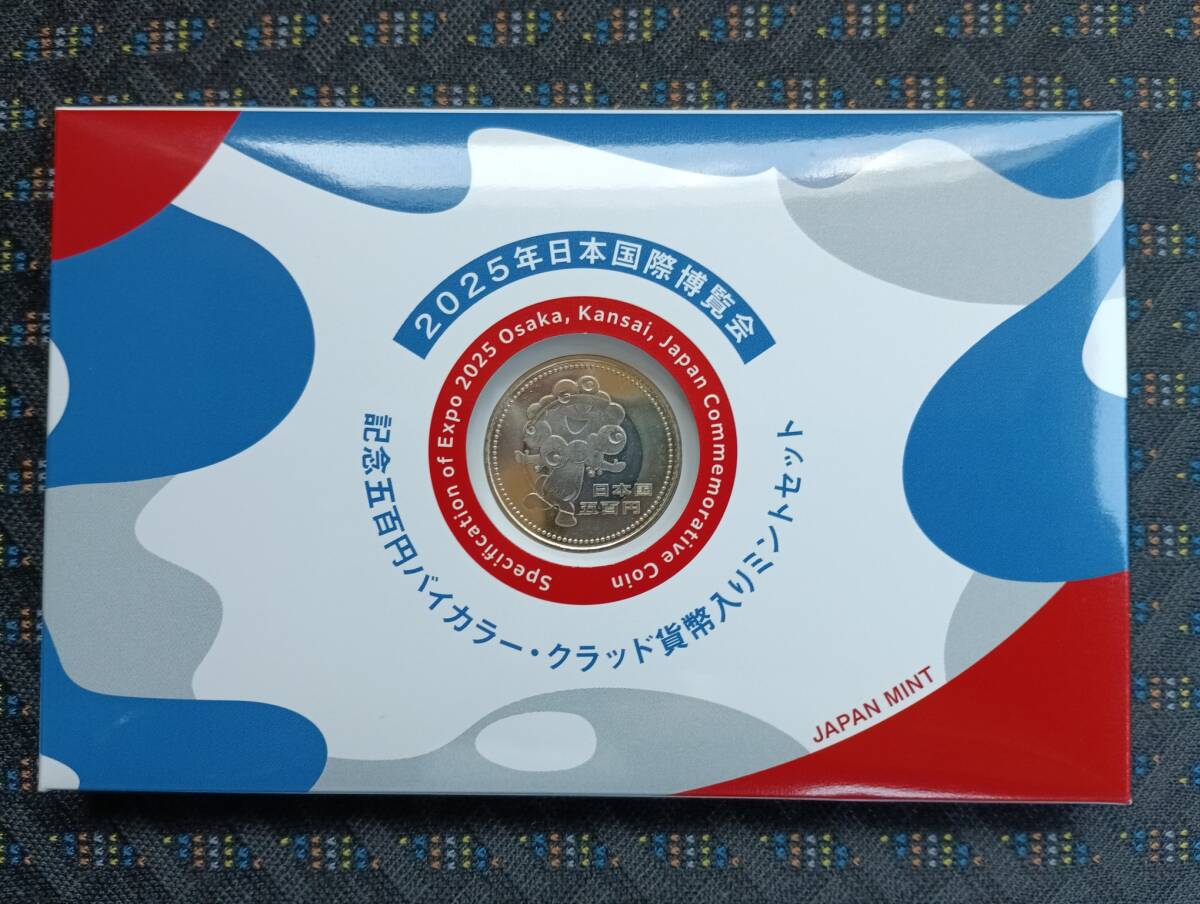 2025年日本国際博覧会
Specification of Expo 2025 Osaka, Kansai, Japan Commemorative Coin
日本国
五百円
記念五百円バイカラー・クラッド貨幣入りミントセット
JAPAN MINT